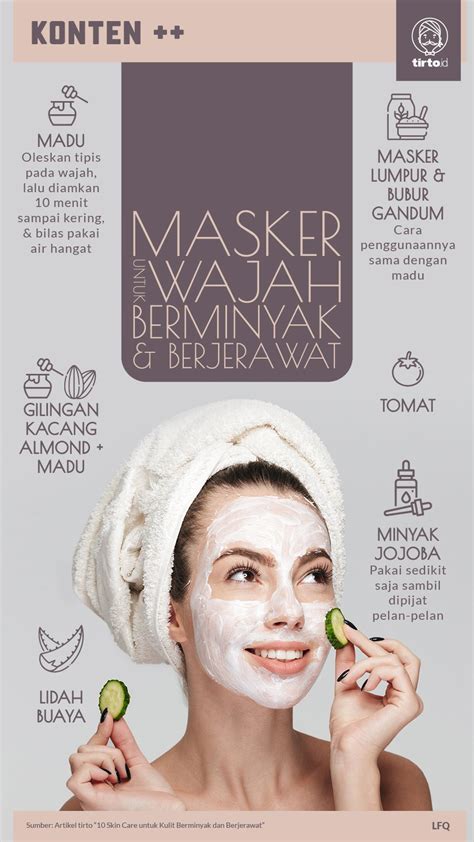 KONTEN ++
tirto.id
MASKER
UNTUK
WAJAH
BERMINYAK
& BERJERAWAT
MADU
Oleskan tipis
pada wajah,
lalu diamkan
10 menit
sampai kering,
& bilas pakai
air hangat
MASKER
LUMPUR &
BUBUR
GANDUM
Cara
penggunaannya
sama dengan
madu
GILINGAN
KACANG
ALMOND +
MADU
TOMAT
MINYAK
JOJOBA
Pakai sedikit
saja sambil
dipijat
pelan-pelan
LIDAH
BUAYA
Sumber: Artikel tirto "10 Skin Care untuk Kulit Berminyak dan Berjerawat"
LFQ